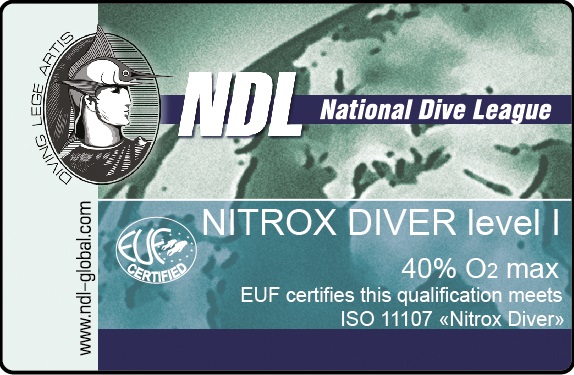 DIVING LEGE ARTIS
NDL
National Dive League
www.ndl-global.com
EUF
CERTIFIED
NITROX DIVER level I
40% O2 max
EUF certifies this qualification meets
ISO 11107 «Nitrox Diver»